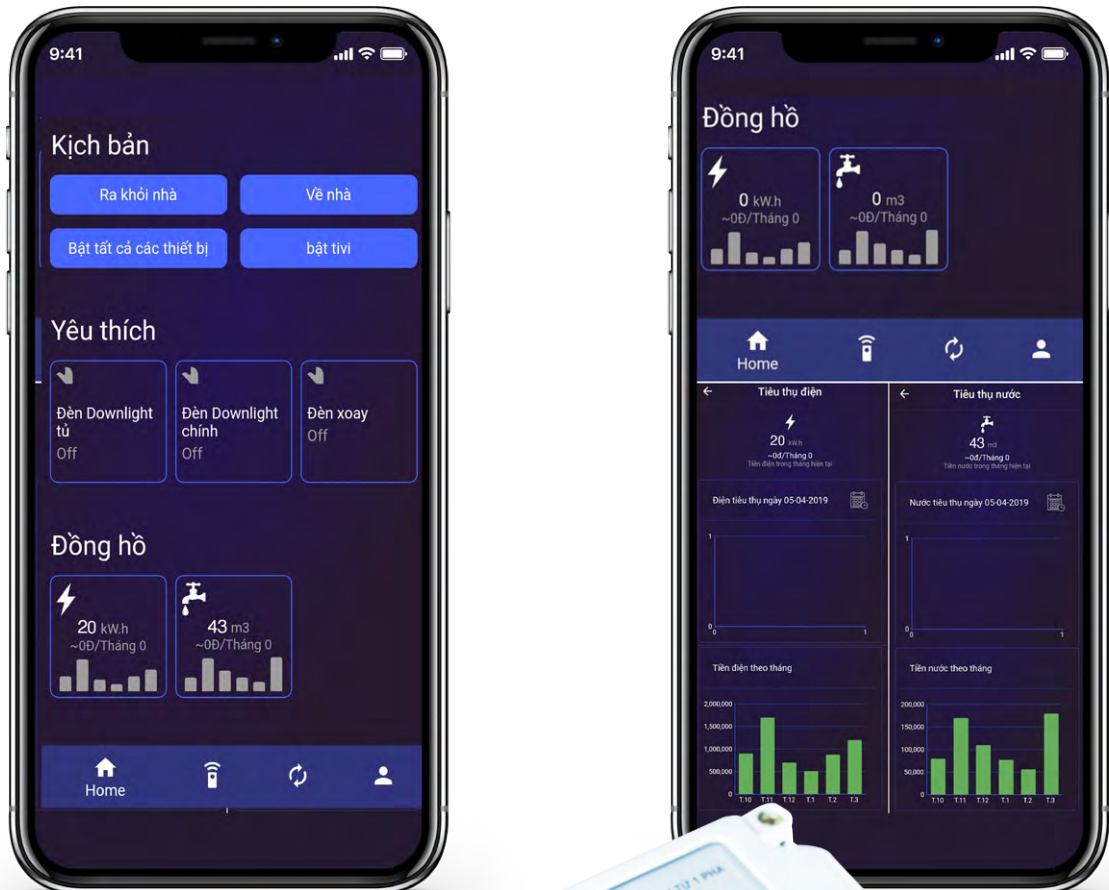 9:41
Kịch bản
Ra khỏi nhà
Về nhà
Bật tất cả các thiết bị
bật tivi
Yêu thích
Đèn Downlight
tủ
Off
Đèn Downlight
chính
Off
Đèn xoay
Off
Đồng hồ
20 kW.h
~0Đ/Tháng 0
43 m3
~0Đ/Tháng 0
Home
9:41
Đồng hồ
0 kW.h
~0Đ/Tháng 0
0 m3
~0Đ/Tháng 0
Home
Tiêu thụ điện
20 kW.h
~0đ/Tháng 0
Tiền điện trong tháng hiện tại
Điện tiêu thụ ngày 05-04-2019
1
0
0
1
Tiền điện theo tháng
2,000,000
1,500,000
1,000,000
500,000
0
T.10 T.11 T.12 T.1 T.2 T.3
Tiêu thụ nước
43 m3
~0đ/Tháng 0
Tiền nước trong tháng hiện tại
Nước tiêu thụ ngày 05-04-2019
1
0
0
1
Tiền nước theo tháng
200,000
150,000
100,000
50,000
0
T.10 T.11 T.12 T.1 T.2 T.3
TỬ 1 PHA